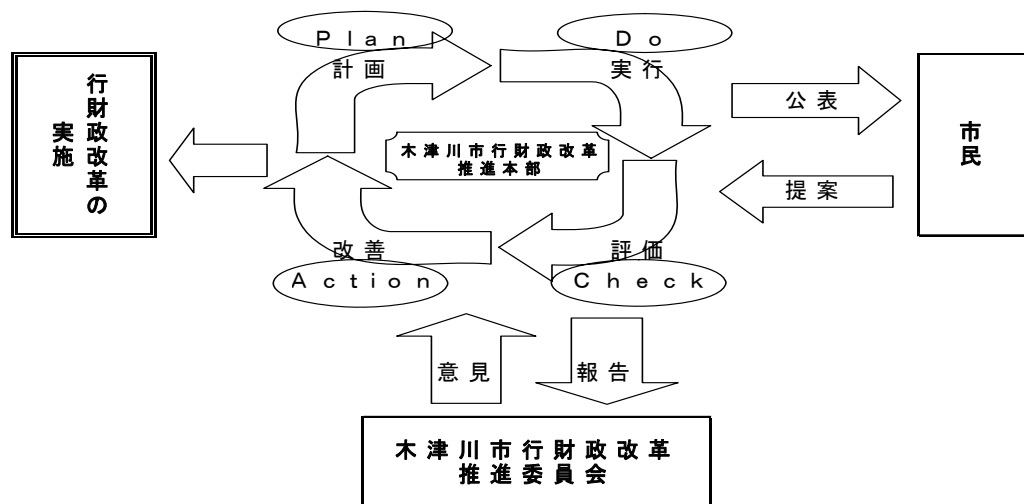 Plan
計画
Do
実行
行財政改革の
実施
木津川市行財政改革
推進本部
公表
提案
市民
改善
Action
評価
Check
意見
報告
木津川市行財政改革
推進委員会